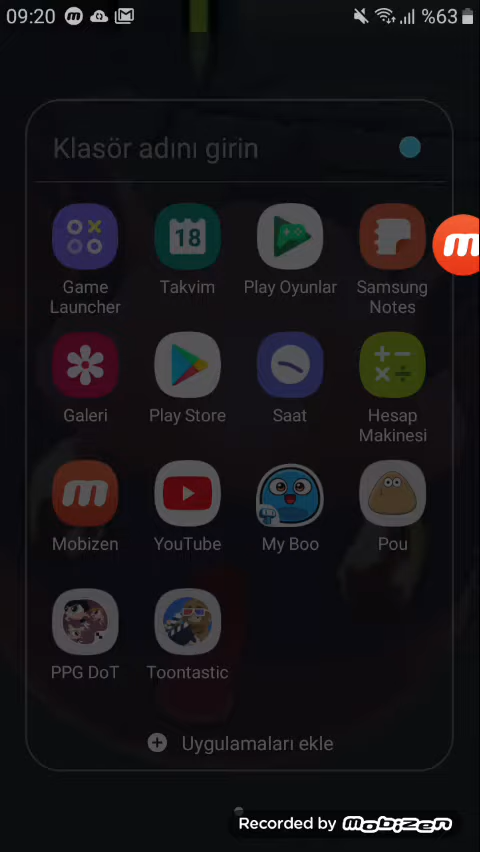 09:20
%63
Klasör adını girin
18
Game Launcher
Takvim
Play Oyunlar
Samsung Notes
Galeri
Play Store
Saat
Hesap Makinesi
Mobizen
YouTube
My Boo
Pou
PPG DoT
Toontastic
Uygulamaları ekle
Recorded by mobizen